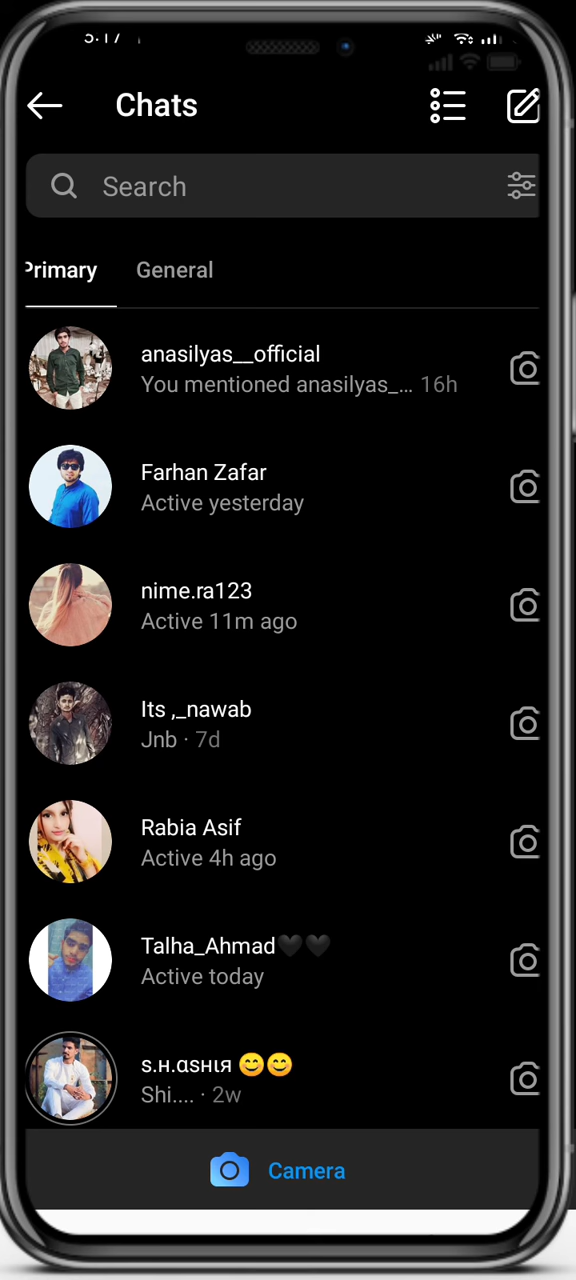 Chats
Search
Primary General
anasilyas__official
You mentioned anasilyas_... 16h
Farhan Zafar
Active yesterday
nime.ra123
Active 11m ago
Its ,_nawab
Jnb · 7d
Rabia Asif
Active 4h ago
Talha_Ahmad🖤🖤
Active today
s.н.αsнιя 😊😊
Shi.... · 2w
Camera